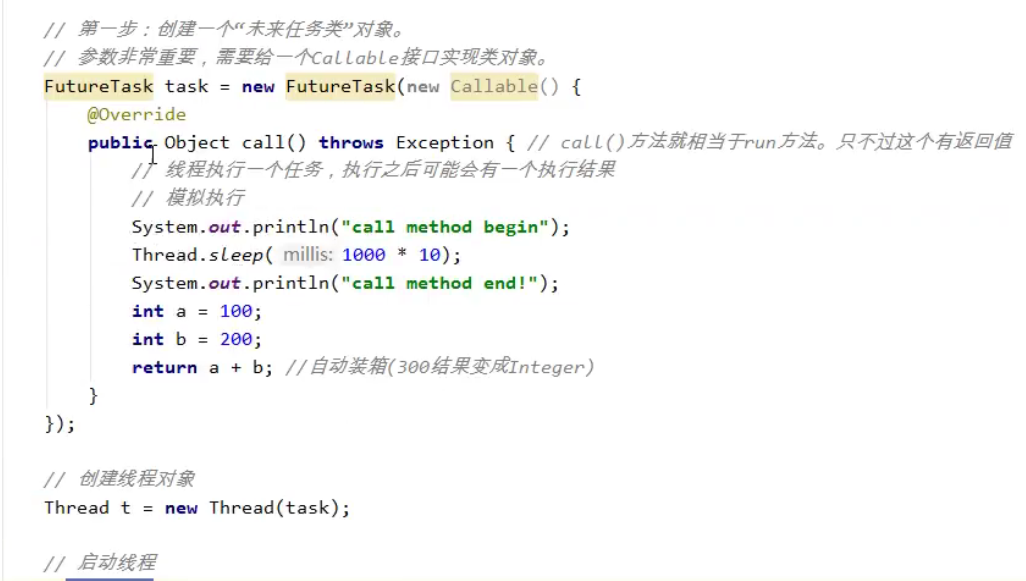 // 第一步：创建一个“未来任务类”对象。
// 参数非常重要，需要给一个Callable接口实现类对象。
FutureTask task = new FutureTask(new Callable() {
@Override
public Object call() throws Exception { // call()方法就相当于run方法。只不过这个有返回值
// 线程执行一个任务，执行之后可能会有一个执行结果
// 模拟执行
System.out.println("call method begin");
Thread.sleep( millis: 1000 * 10);
System.out.println("call method end!");
int a = 100;
int b = 200;
return a + b; //自动装箱(300结果变成Integer)
}
});
// 创建线程对象
Thread t = new Thread(task);
// 启动线程